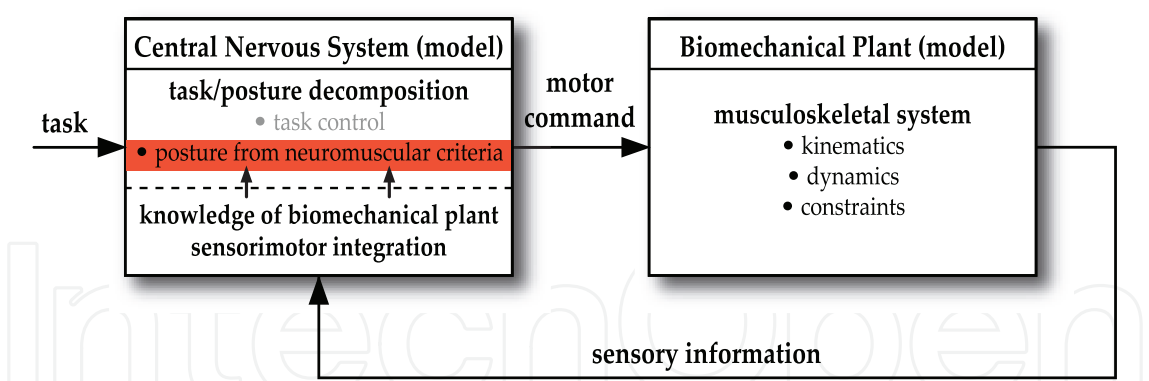 Central Nervous System (model)
task/posture decomposition
• task control
• posture from neuromuscular criteria
knowledge of biomechanical plant
sensorimotor integration
task
motor
command
Biomechanical Plant (model)
musculoskeletal system
• kinematics
• dynamics
• constraints
sensory information
IntechOpen